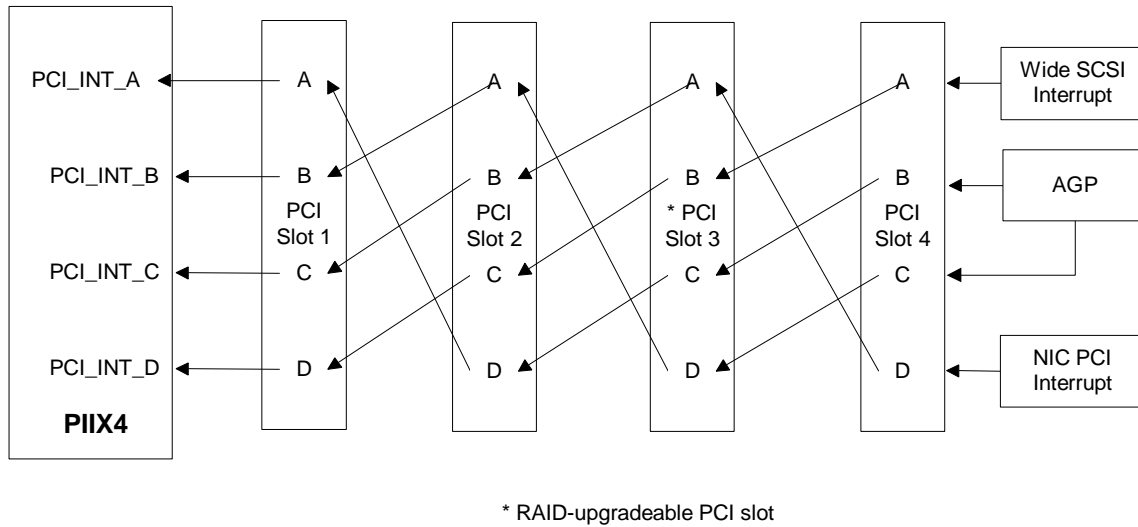 PCI_INT_A
PCI_INT_B
PCI_INT_C
PCI_INT_D
PIIX4
A
B
PCI
Slot 1
C
D
A
B
PCI
Slot 2
C
D
A
B
* PCI
Slot 3
C
D
A
B
PCI
Slot 4
C
D
Wide SCSI
Interrupt
AGP
NIC PCI
Interrupt
* RAID-upgradeable PCI slot